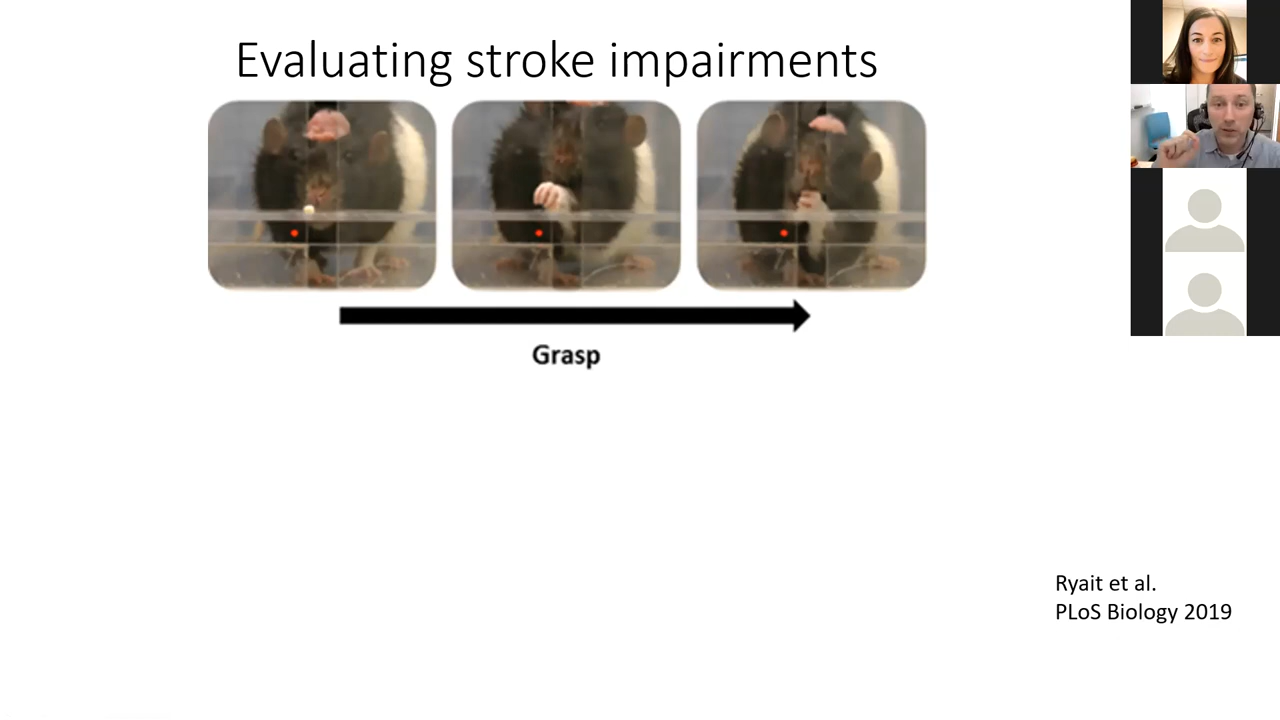 Evaluating stroke impairments
Grasp
Ryait et al.
PLoS Biology 2019